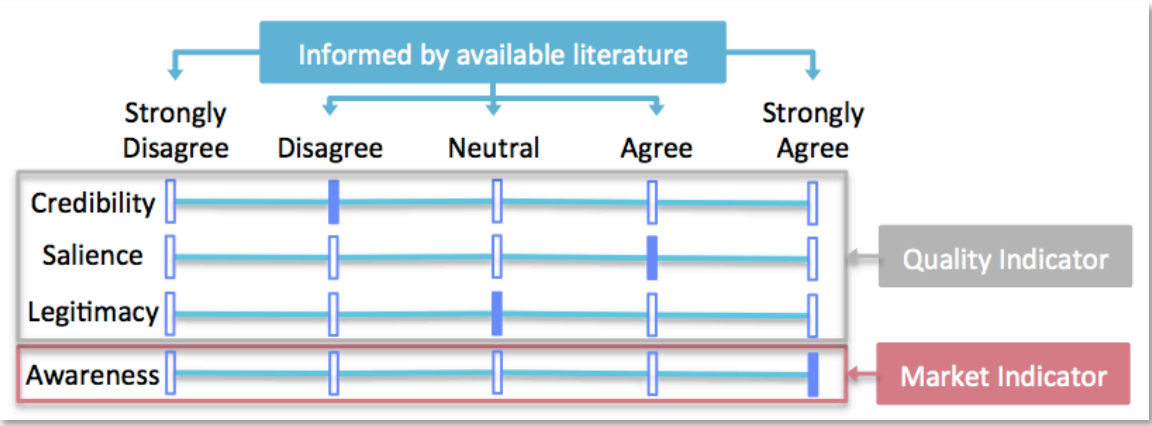 Informed by available literature
Strongly Disagree
Disagree
Neutral
Agree
Strongly Agree
Credibility
Salience
Legitimacy
Quality Indicator
Awareness
Market Indicator